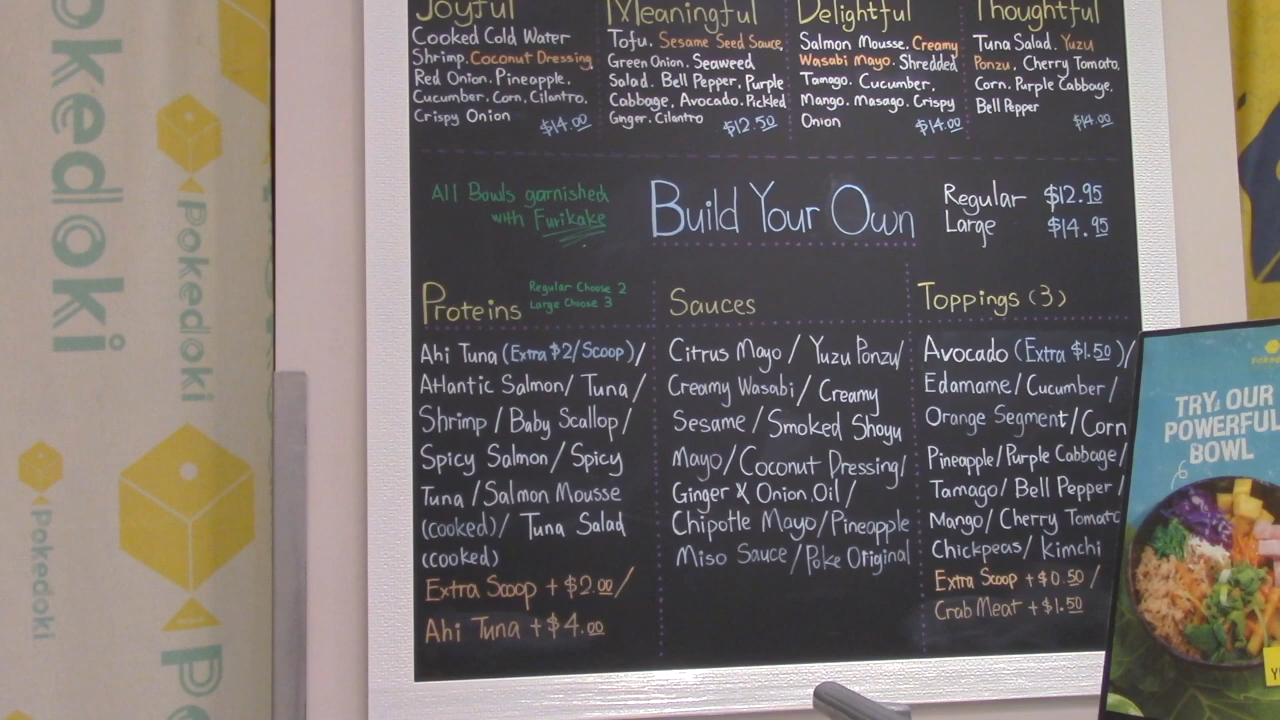 Joyful
Cooked Cold Water
Shrimp, Coconut Dressing,
Red Onion, Pineapple,
Cucumber, Corn, Cilantro,
Crispy Onion
$14.00
Meaningful
Tofu, Sesame Seed Sauce,
Green Onion, Seaweed
Salad, Bell Pepper, Purple
Cabbage, Avocado, Pickled
Ginger, Cilantro
$12.50
Delightful
Salmon Mousse, Creamy
Wasabi Mayo, Shredded
Tamago, Cucumber,
Mango, Masago, Crispy
Onion
$14.00
Thoughtful
Tuna Salad, Yuzu
Ponzu, Cherry Tomato,
Corn, Purple Cabbage,
Bell Pepper
$14.00
All Bowls garnished
with Furikake
Build Your Own
Regular $12.95
Large $14.95
Proteins
Regular Choose 2
Large Choose 3
Ahi Tuna (Extra $2/Scoop)/
Atlantic Salmon/ Tuna/
Shrimp/Baby Scallop/
Spicy Salmon/ Spicy
Tuna/Salmon Mousse
(cooked)/ Tuna Salad
(cooked)
Extra Scoop +$2.00/
Ahi Tuna +$4.00
Sauces
Citrus Mayo/ Yuzu Ponzu/
Creamy Wasabi/ Creamy
Sesame/Smoked Shoyu
Mayo/Coconut Dressing/
Ginger & Onion Oil/
Chipotle Mayo/Pineapple
Miso Sauce/Poke Original
Toppings (3)
Avocado (Extra $1.50)/
Edamame/Cucumber/
Orange Segment/Corn
Pineapple/Purple Cabbage/
Tamago/ Bell Pepper/
Mango/ Cherry Tomato
Chickpeas/ Kimchi
Extra Scoop +$0.50/
Crab Meat +$1.50
TRY OUR
POWERFUL
BOWL
okedoki
Pokedoki
Pokedoki
Po